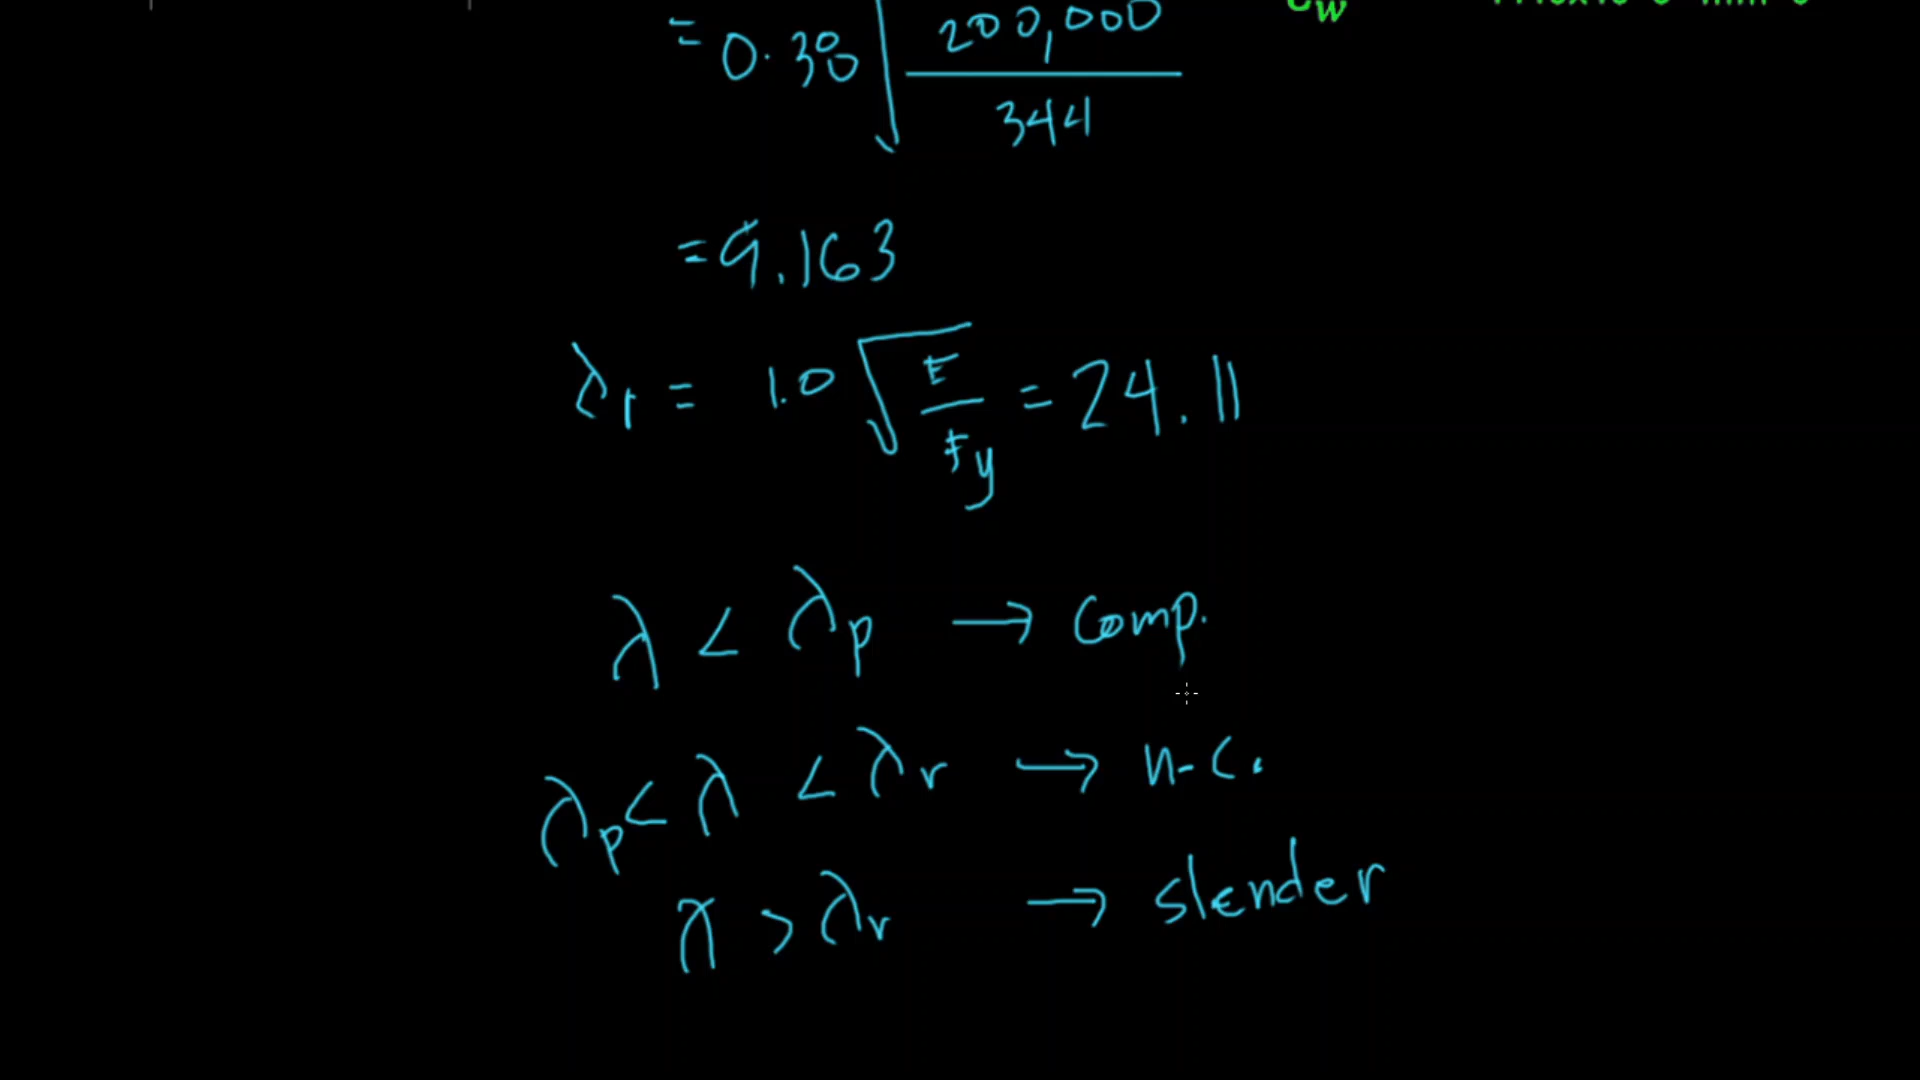 = 0.38 √ 200,000 / 344
= 9.163
λr = 1.0 √ E / Fy = 24.11
λ < λp → Comp.
λp < λ < λr → n-c.
λ > λr → slender